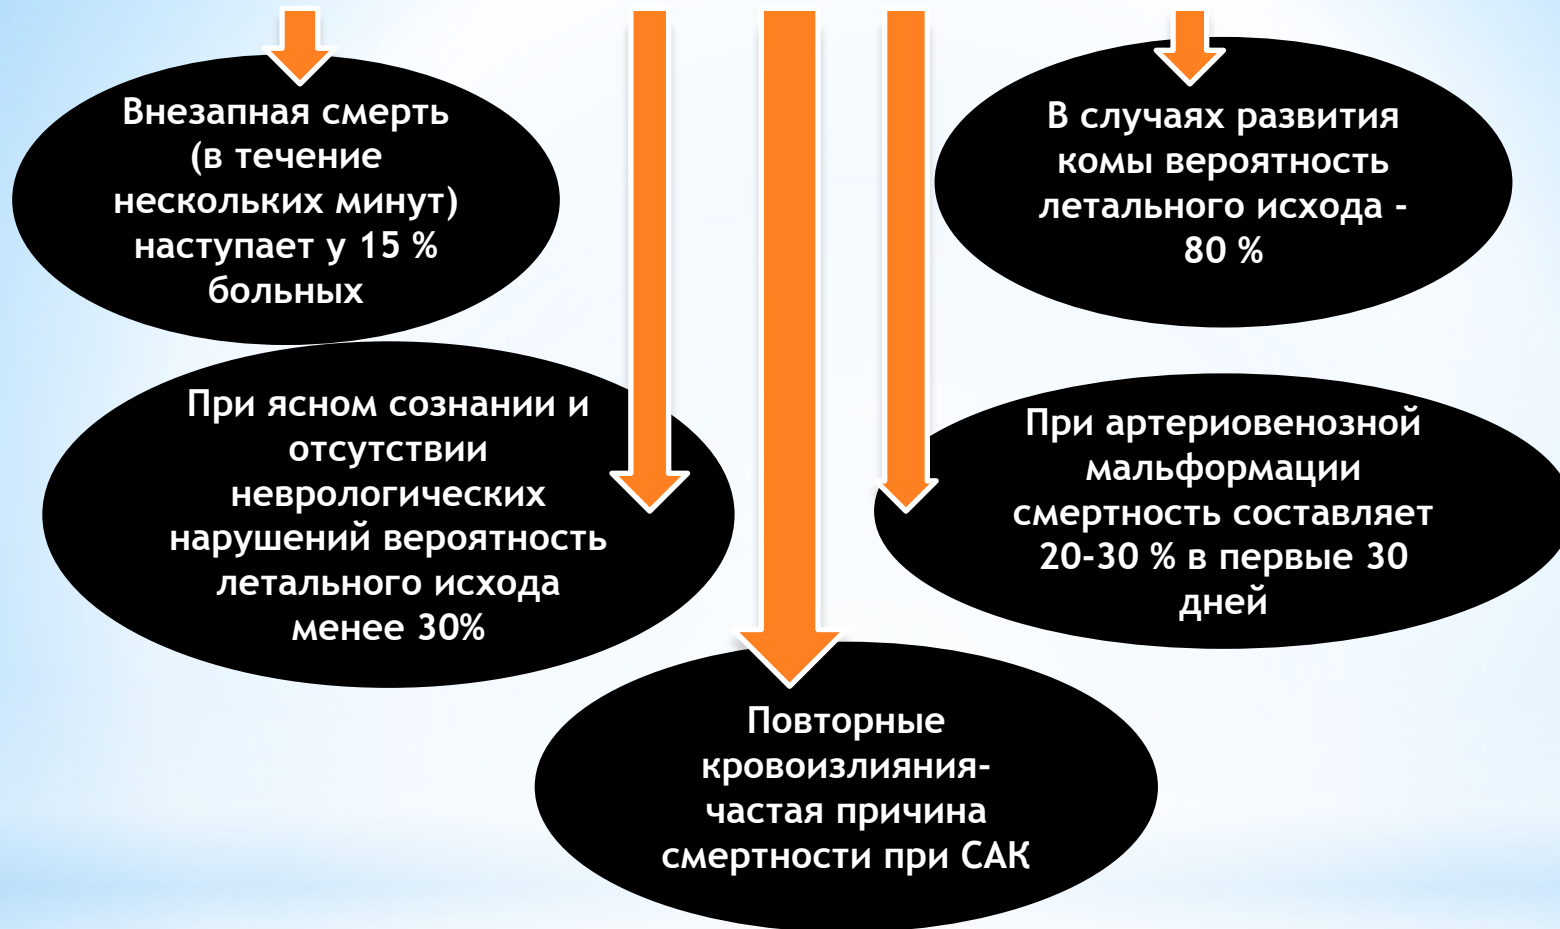 Внезапная смерть
(в течение
нескольких минут)
наступает у 15 %
больных
В случаях развития
комы вероятность
летального исхода -
80 %
При ясном сознании и
отсутствии
неврологических
нарушений вероятность
летального исхода
менее 30%
При артериовенозной
мальформации
смертность составляет
20-30 % в первые 30
дней
Повторные
кровоизлияния-
частая причина
смертности при САК